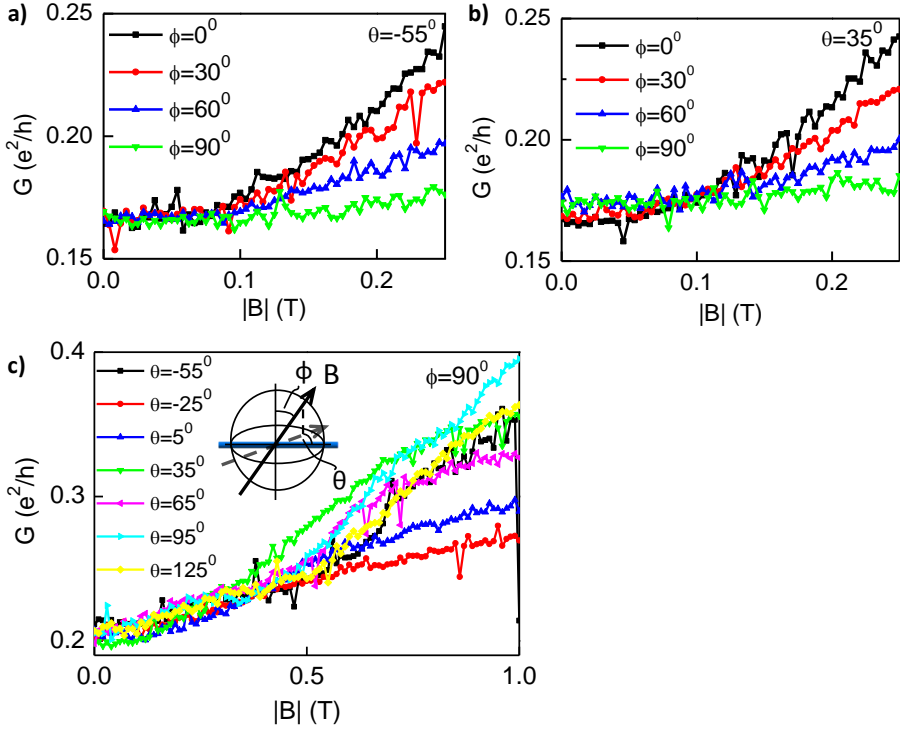 a)
0.25
0.20
0.15
G (e²/h)
ϕ=0⁰
ϕ=30⁰
ϕ=60⁰
ϕ=90⁰
θ=-55⁰
0.0
0.1
0.2
|B| (T)
b)
0.25
0.20
0.15
G (e²/h)
ϕ=0⁰
ϕ=30⁰
ϕ=60⁰
ϕ=90⁰
θ=35⁰
0.0
0.1
0.2
|B| (T)
c)
0.4
0.3
0.2
G (e²/h)
θ=-55⁰
θ=-25⁰
θ=5⁰
θ=35⁰
θ=65⁰
θ=95⁰
θ=125⁰
ϕ
B
θ
ϕ=90⁰
0.0
0.5
1.0
|B| (T)